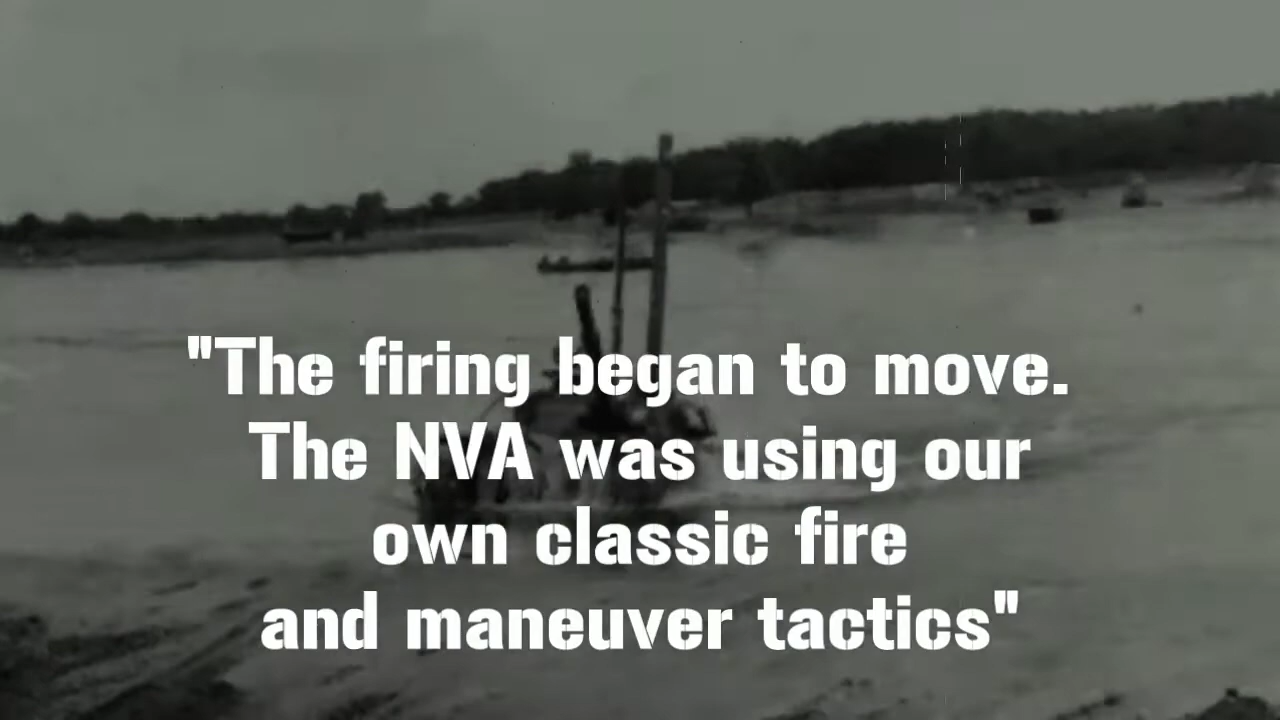 "The firing began to move.
The NVA was using our
own classic fire
and maneuver tactics"